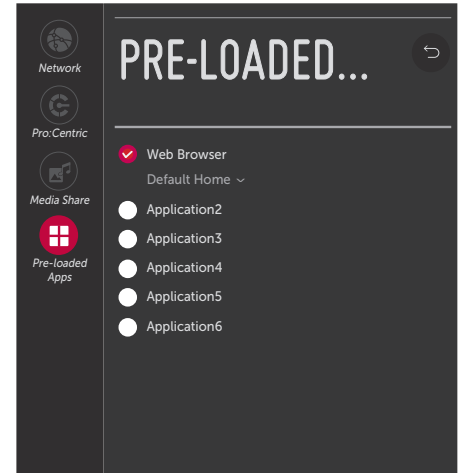 Network
Pro:Centric
Media Share
Pre-loaded
Apps
PRE-LOADED...
Web Browser
Default Home
Application2
Application3
Application4
Application5
Application6